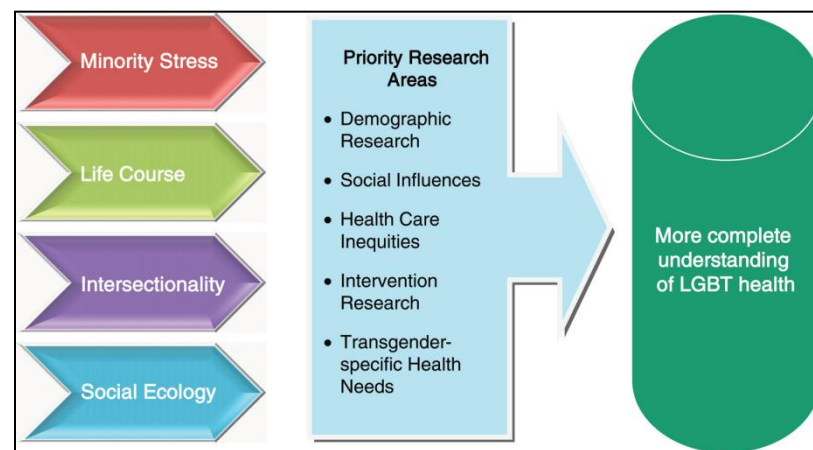 Minority Stress
Life Course
Intersectionality
Social Ecology
Priority Research
Areas
• Demographic
Research
• Social Influences
• Health Care
Inequities
• Intervention
Research
• Transgender-
specific Health
Needs
More complete
understanding
of LGBT health